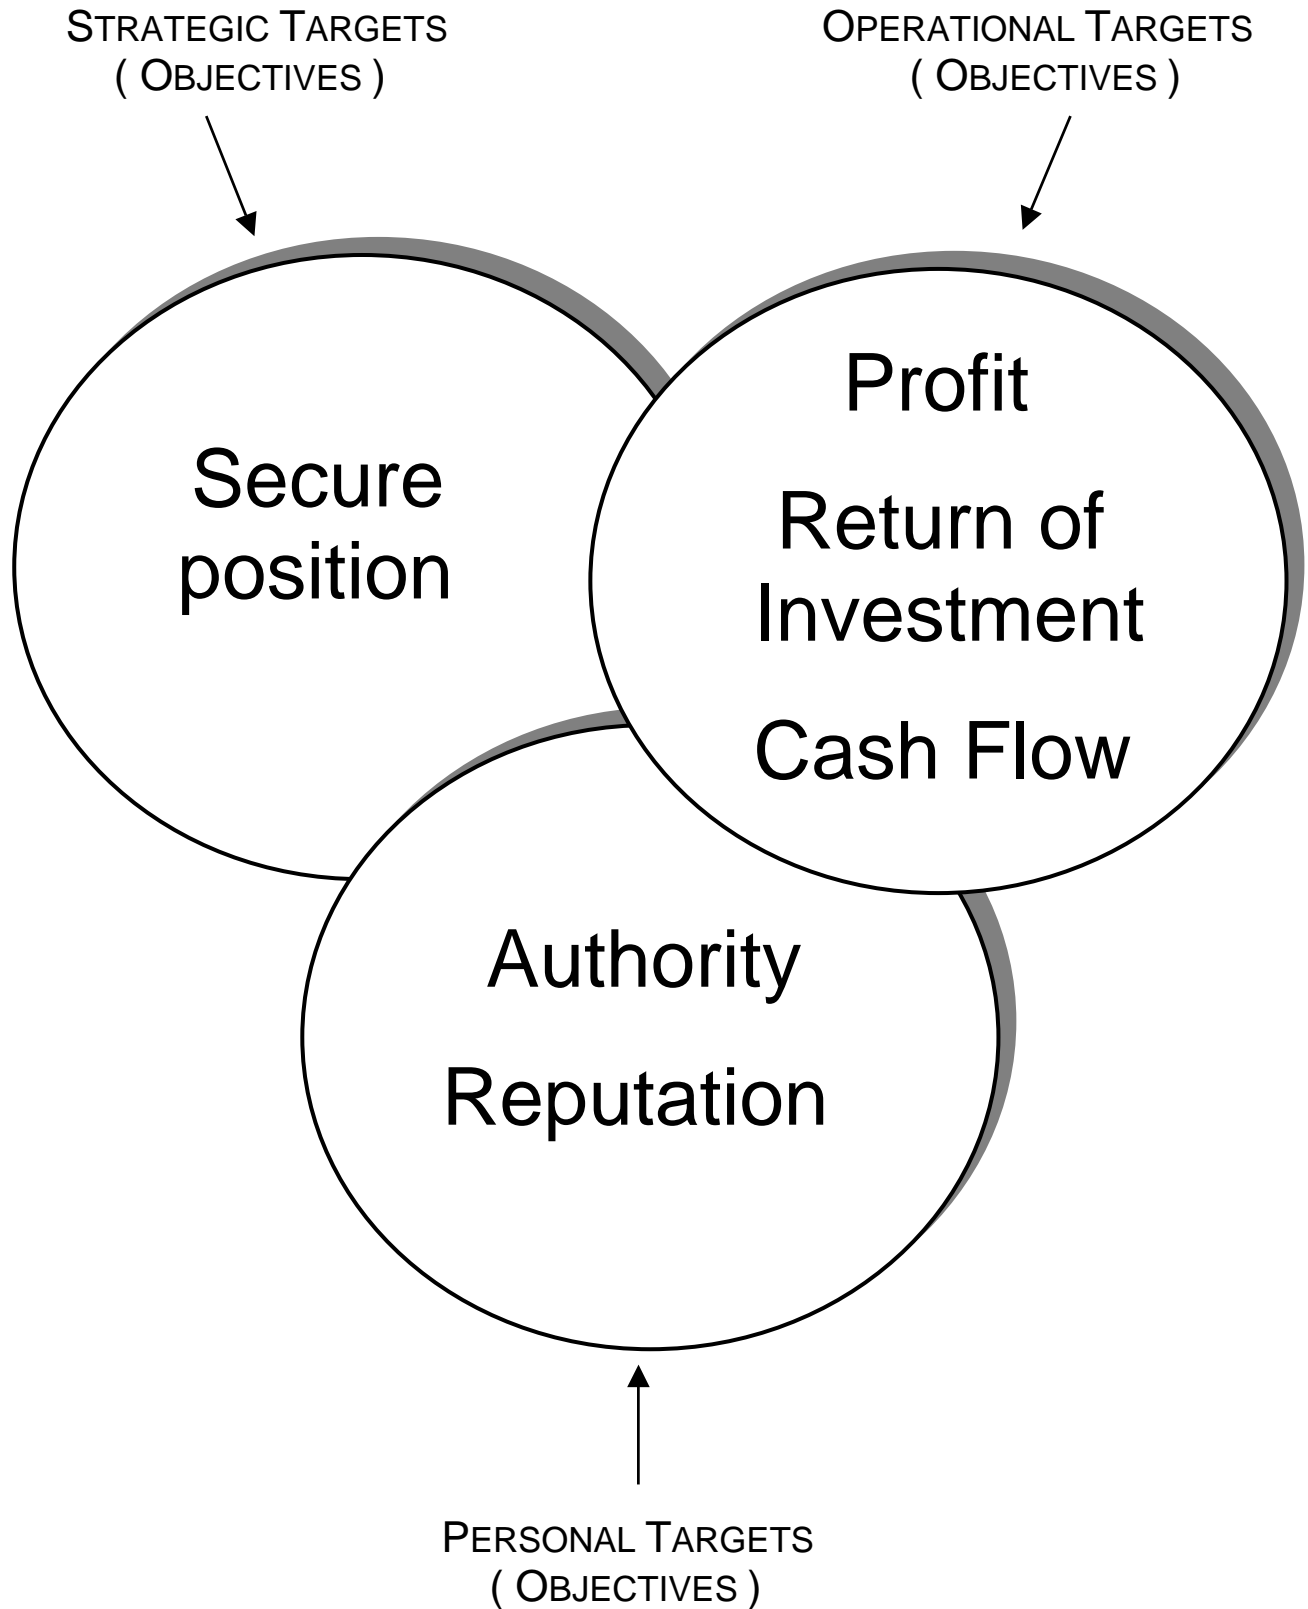 STRATEGIC TARGETS
( OBJECTIVES )
OPERATIONAL TARGETS
( OBJECTIVES )
Secure
position
Profit
Return of
Investment
Cash Flow
Authority
Reputation
PERSONAL TARGETS
( OBJECTIVES )